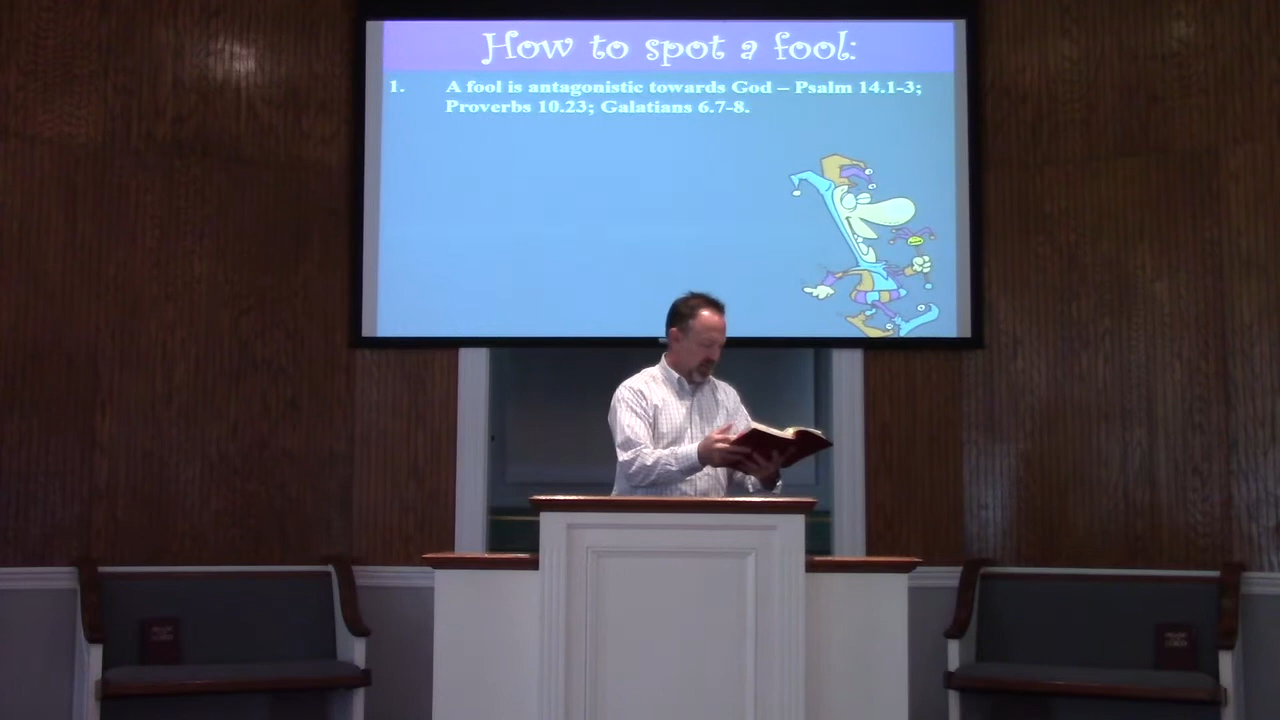 How to spot a fool:
1. A fool is antagonistic towards God – Psalm 14.1-3;
Proverbs 10.23; Galatians 6.7-8.